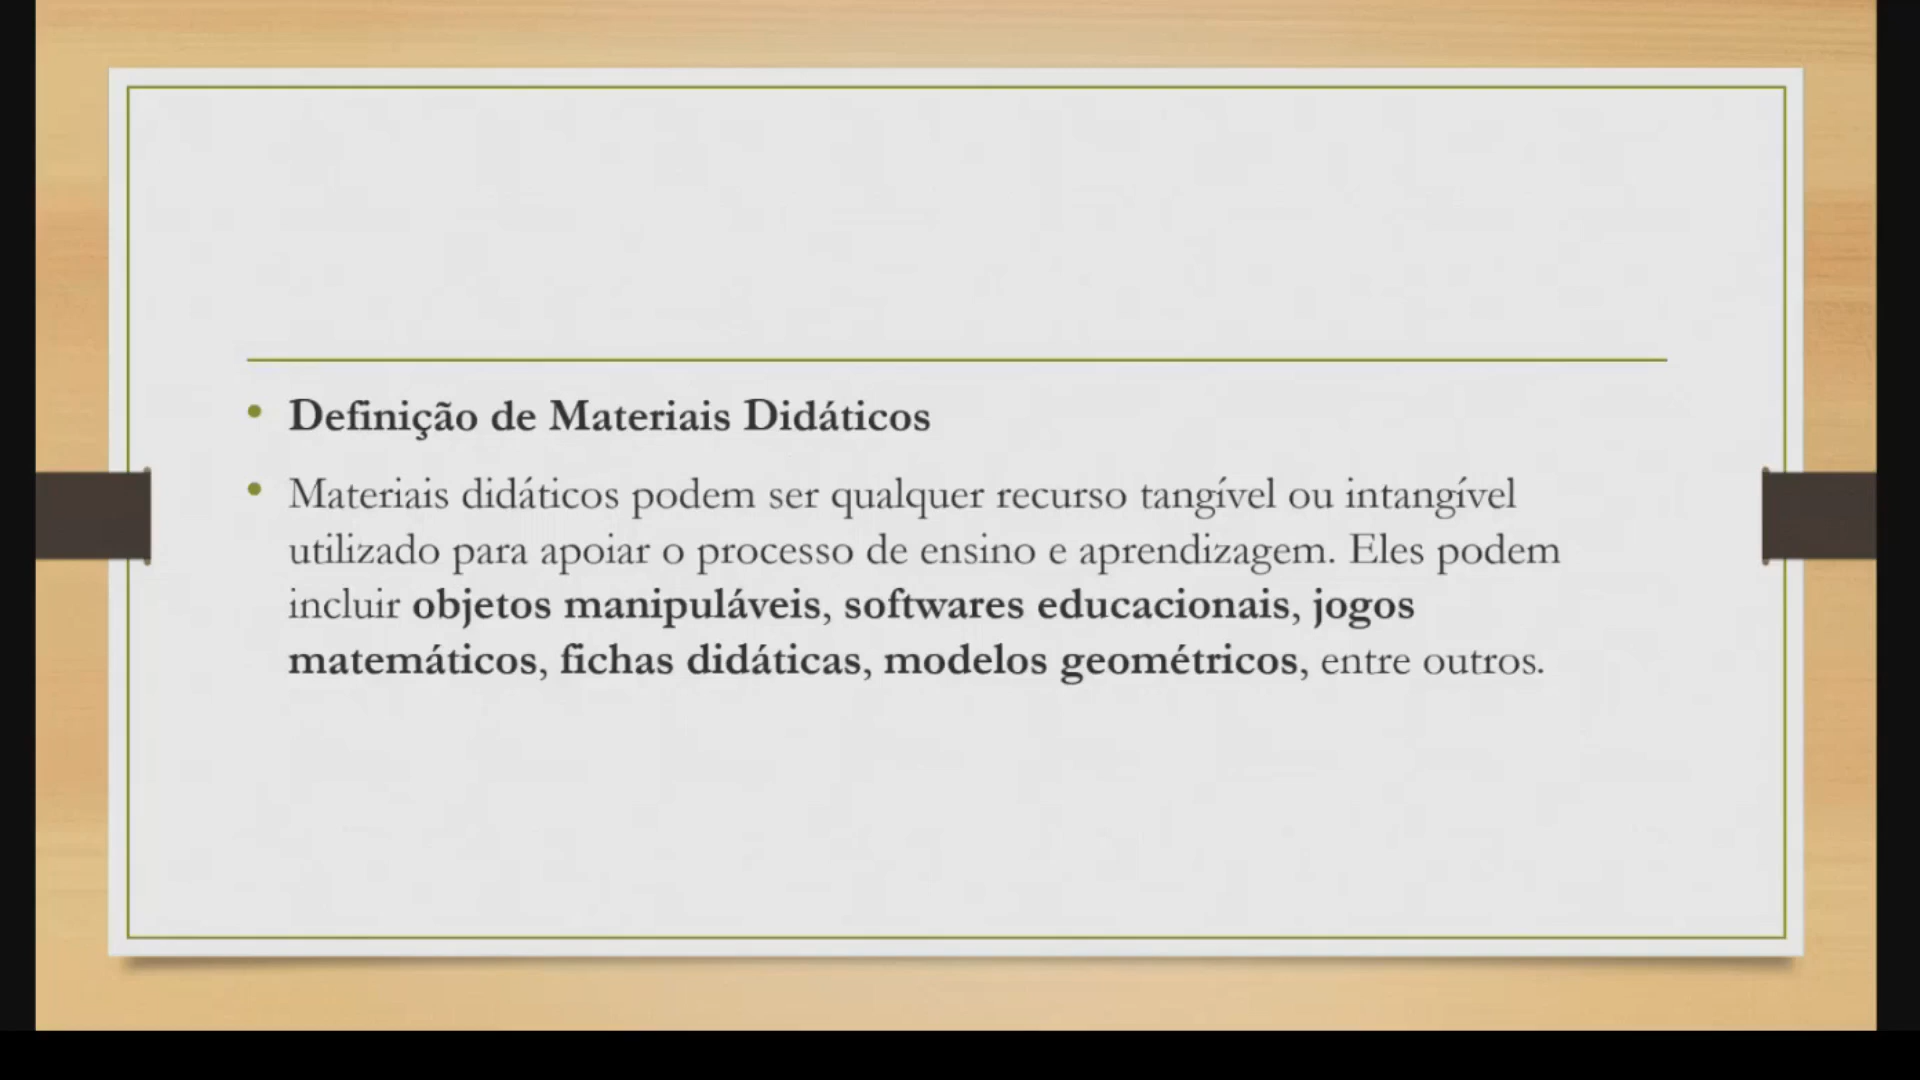 • Definição de Materiais Didáticos
• Materiais didáticos podem ser qualquer recurso tangível ou intangível
utilizado para apoiar o processo de ensino e aprendizagem. Eles podem
incluir objetos manipuláveis, softwares educacionais, jogos
matemáticos, fichas didáticas, modelos geométricos, entre outros.